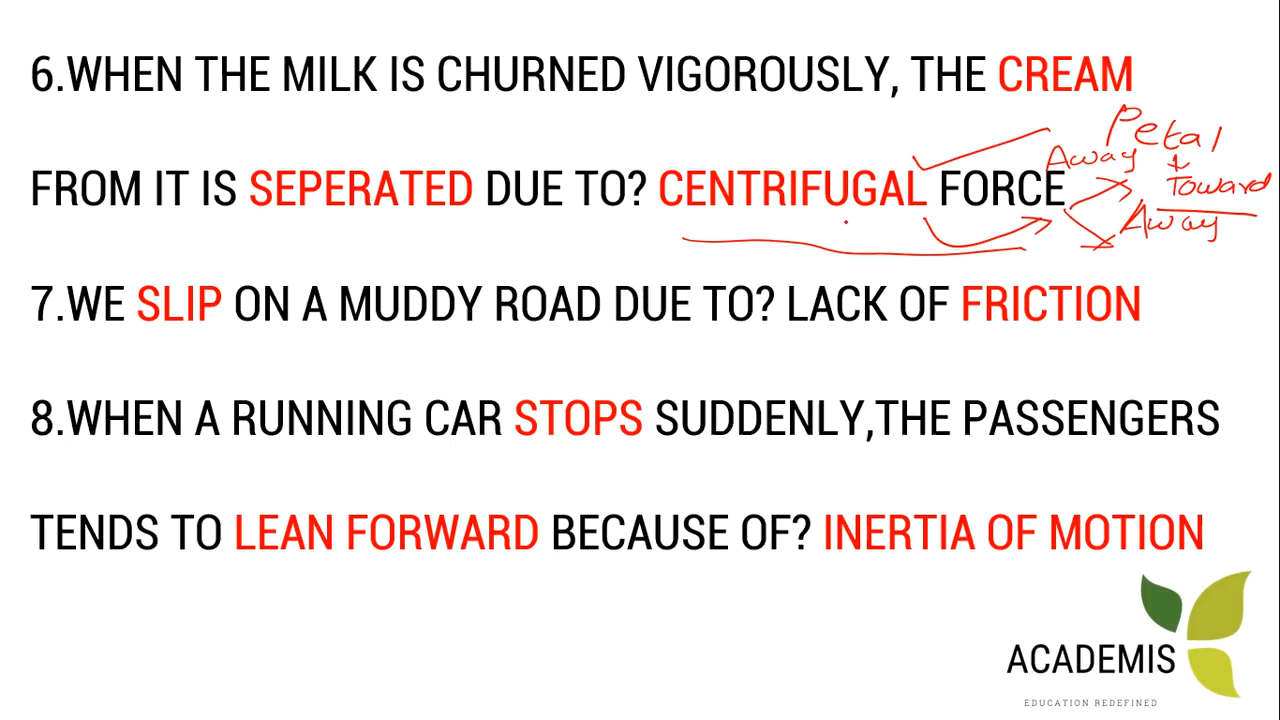 6.WHEN THE MILK IS CHURNED VIGOROUSLY, THE CREAM
Petal
Away
FROM IT IS SEPERATED DUE TO? CENTRIFUGAL FORCE
Toward
Away
7.WE SLIP ON A MUDDY ROAD DUE TO? LACK OF FRICTION
8.WHEN A RUNNING CAR STOPS SUDDENLY,THE PASSENGERS
TENDS TO LEAN FORWARD BECAUSE OF? INERTIA OF MOTION
ACADEMIS
EDUCATION REDEFINED